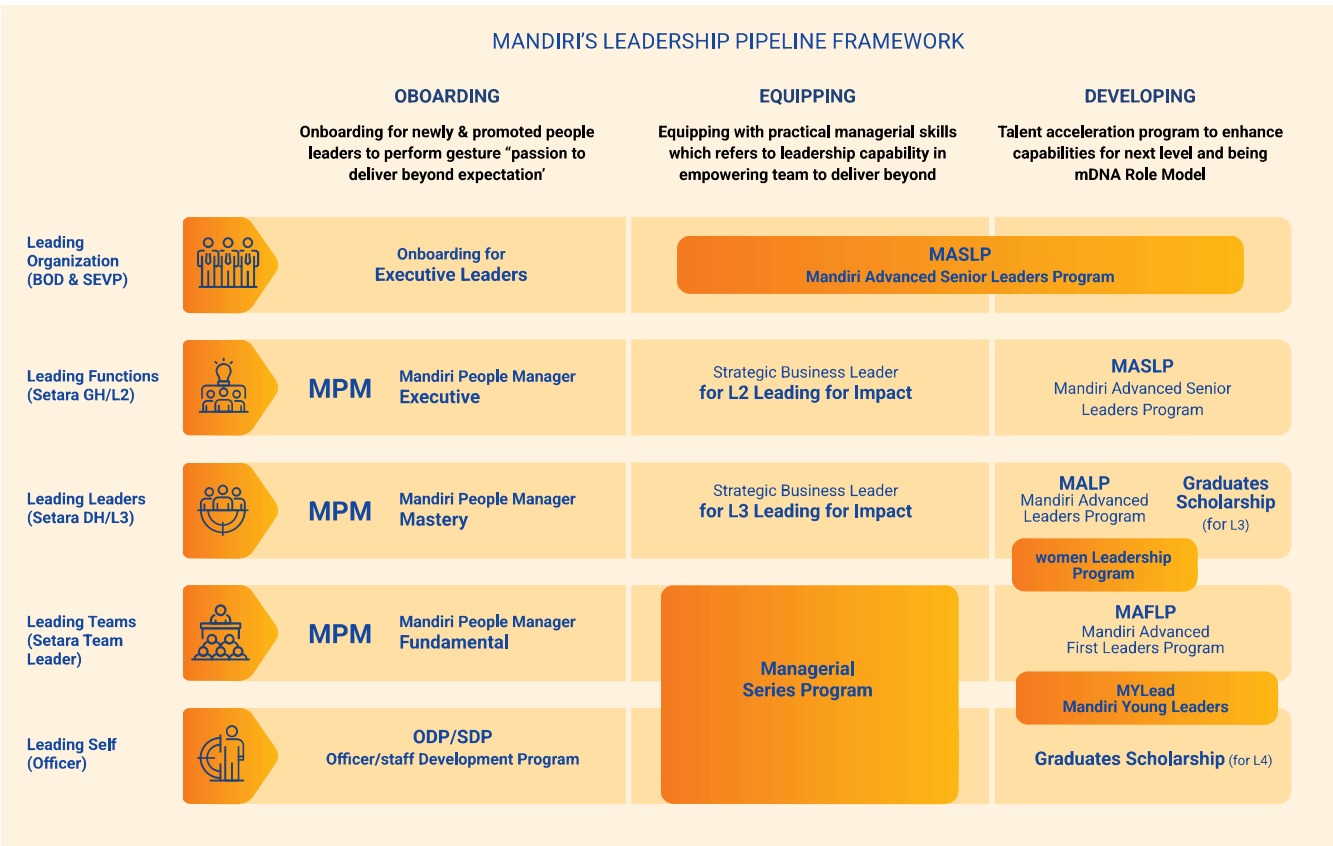 MANDIRI'S LEADERSHIP PIPELINE FRAMEWORK
OBOARDING
Onboarding for newly & promoted people
leaders to perform gesture “passion to
deliver beyond expectation’
EQUIPPING
Equipping with practical managerial skills
which refers to leadership capability in
empowering team to deliver beyond
DEVELOPING
Talent acceleration program to enhance
capabilities for next level and being
mDNA Role Model
Leading
Organization
(BOD & SEVP)
Onboarding for
Executive Leaders
MASLP
Mandiri Advanced Senior Leaders Program
Leading Functions
(Setara GH/L2)
MPM
Mandiri People Manager
Executive
Strategic Business Leader
for L2 Leading for Impact
MASLP
Mandiri Advanced Senior
Leaders Program
Leading Leaders
(Setara DH/L3)
MPM
Mandiri People Manager
Mastery
Strategic Business Leader
for L3 Leading for Impact
MALP
Mandiri Advanced
Leaders Program
Graduates
Scholarship
(for L3)
women Leadership
Program
Leading Teams
(Setara Team
Leader)
MPM
Mandiri People Manager
Fundamental
Managerial
Series Program
MAFLP
Mandiri Advanced
First Leaders Program
MYLead
Mandiri Young Leaders
Leading Self
(Officer)
ODP/SDP
Officer/staff Development Program
Graduates Scholarship (for L4)